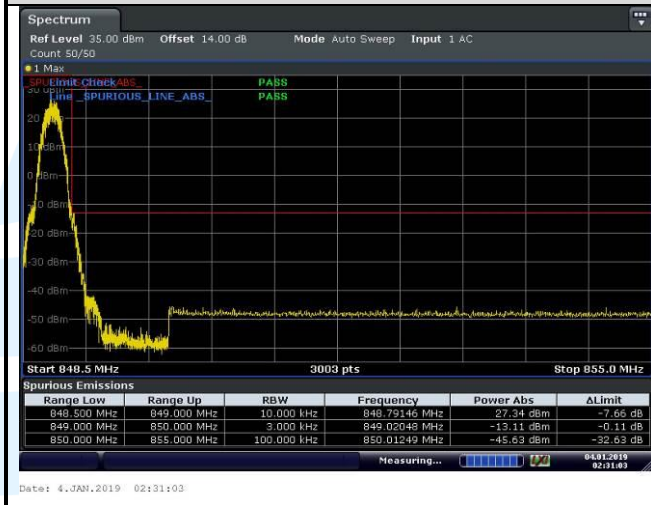 Spectrum
Ref Level 35.00 dBm Offset 14.00 dB Mode Auto Sweep Input 1 AC
Count 50/50
1 Max
Limit Check PASS
Line _SPURIOUS_LINE_ABS_ PASS
20
10 dBm
0 dBm
-10 dBm
-20 dBm
-30 dBm
-40 dBm
-50 dBm
-60 dBm
Start 848.5 MHz 3003 pts Stop 855.0 MHz
Spurious Emissions
Range Low Range Up RBW Frequency Power Abs ΔLimit
848.500 MHz 849.000 MHz 10.000 kHz 848.79146 MHz 27.34 dBm -7.66 dB
849.000 MHz 850.000 MHz 3.000 kHz 849.02048 MHz -13.11 dBm -0.11 dB
850.000 MHz 855.000 MHz 100.000 kHz 850.01249 MHz -45.63 dBm -32.63 dB
Measuring... 04.01.2019
02:31:03
Date: 4.JAN.2019 02:31:03